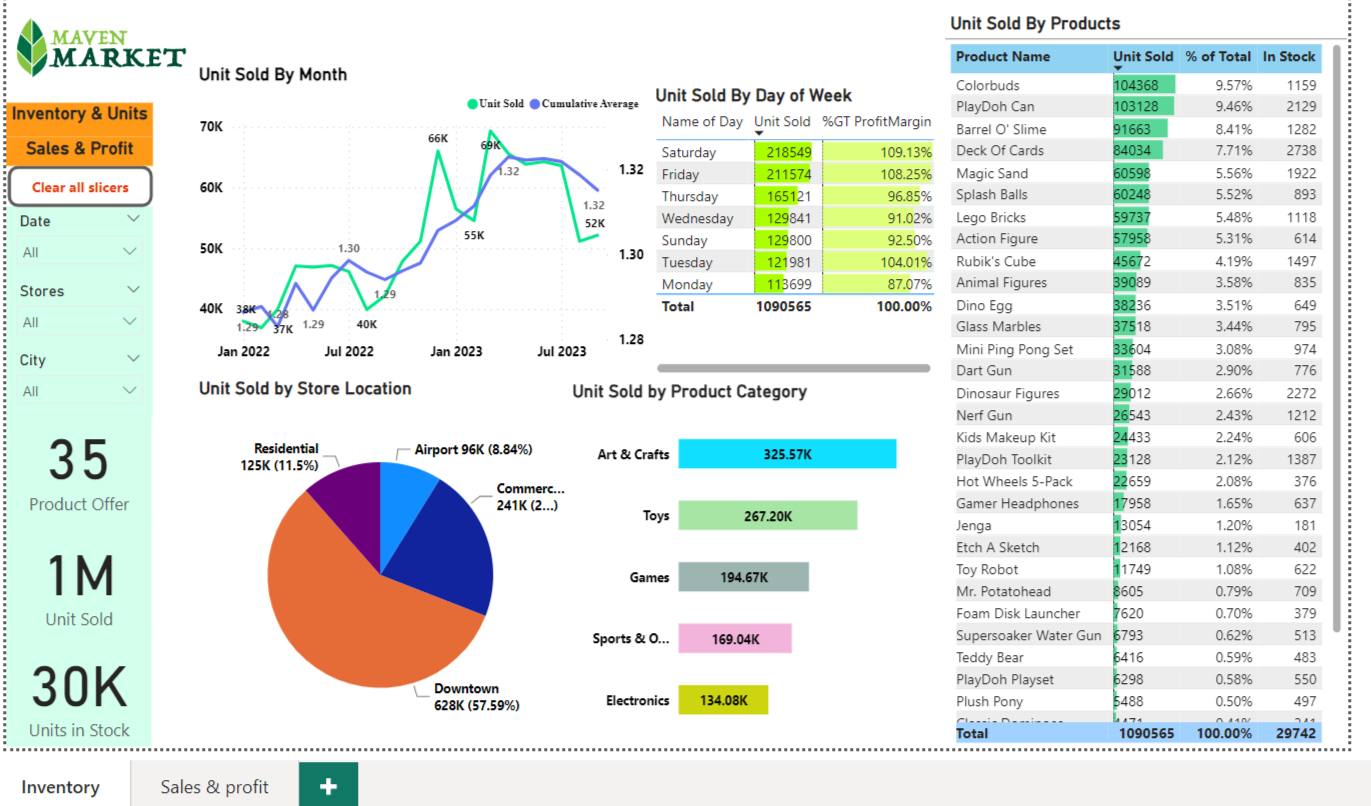 MAVEN
MARKET
Inventory & Units
Sales & Profit
Clear all slicers
Date
All
Stores
All
City
All
35
Product Offer
1M
Unit Sold
30K
Units in Stock
Unit Sold By Month
Unit Sold Cumulative Average
70K
60K
50K
40K
1.32
1.30
1.28
38K
1.29
1.28
37K
1.29
1.30
40K
1.29
66K
55K
69K
1.32
1.32
52K
Jan 2022 Jul 2022 Jan 2023 Jul 2023
Unit Sold By Day of Week
Name of Day Unit Sold %GT ProfitMargin
Saturday 218549 109.13%
Friday 211574 108.25%
Thursday 165121 96.85%
Wednesday 129841 91.02%
Sunday 129800 92.50%
Tuesday 121981 104.01%
Monday 113699 87.07%
Total 1090565 100.00%
Unit Sold by Store Location
Residential
125K (11.5%)
Airport 96K (8.84%)
Commerc...
241K (2...)
Downtown
628K (57.59%)
Unit Sold by Product Category
Art & Crafts 325.57K
Toys 267.20K
Games 194.67K
Sports & O... 169.04K
Electronics 134.08K
Unit Sold By Products
Product Name Unit Sold % of Total In Stock
Colorbuds 104368 9.57% 1159
PlayDoh Can 103128 9.46% 2129
Barrel O' Slime 91663 8.41% 1282
Deck Of Cards 84034 7.71% 2738
Magic Sand 60598 5.56% 1922
Splash Balls 60248 5.52% 893
Lego Bricks 59737 5.48% 1118
Action Figure 57958 5.31% 614
Rubik's Cube 45672 4.19% 1497
Animal Figures 39089 3.58% 835
Dino Egg 38236 3.51% 649
Glass Marbles 37518 3.44% 795
Mini Ping Pong Set 33604 3.08% 974
Dart Gun 31588 2.90% 776
Dinosaur Figures 29012 2.66% 2272
Nerf Gun 26543 2.43% 1212
Kids Makeup Kit 24433 2.24% 606
PlayDoh Toolkit 23128 2.12% 1387
Hot Wheels 5-Pack 22659 2.08% 376
Gamer Headphones 17958 1.65% 637
Jenga 13054 1.20% 181
Etch A Sketch 12168 1.12% 402
Toy Robot 11749 1.08% 622
Mr. Potatohead 8605 0.79% 709
Foam Disk Launcher 7620 0.70% 379
Supersoaker Water Gun 6793 0.62% 513
Teddy Bear 6416 0.59% 483
PlayDoh Playset 6298 0.58% 550
Plush Pony 5488 0.50% 497
Total 1090565 100.00% 29742
Inventory Sales & profit